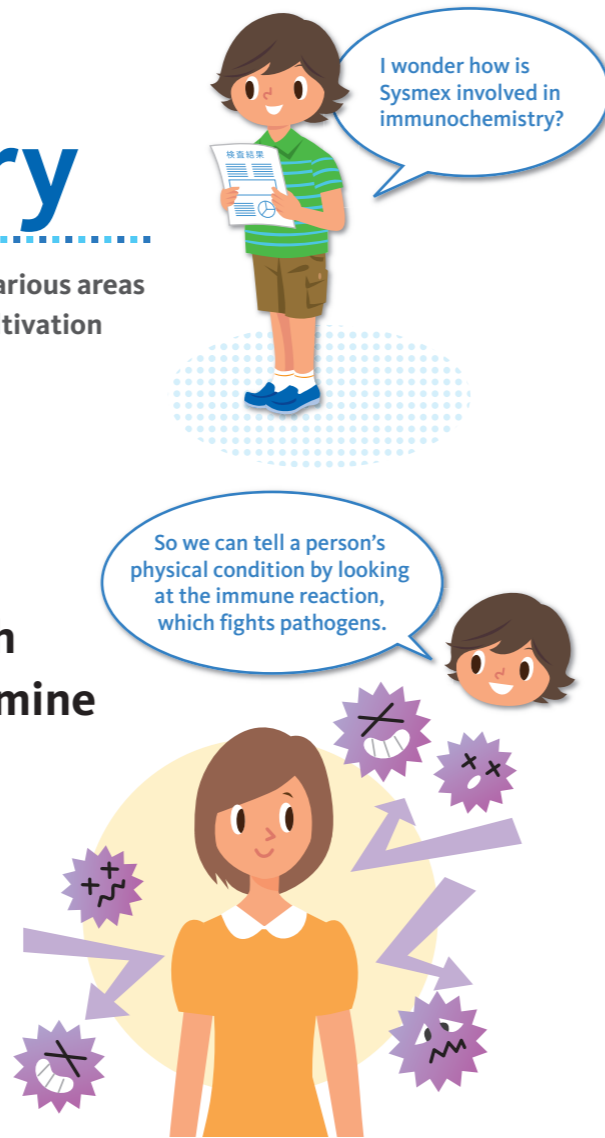 I wonder how is
Sysmex involved in
immunochemistry?
検査結果
ry
arious areas
tivation
So we can tell a person's
physical condition by looking
at the immune reaction,
which fights pathogens.
n
mine